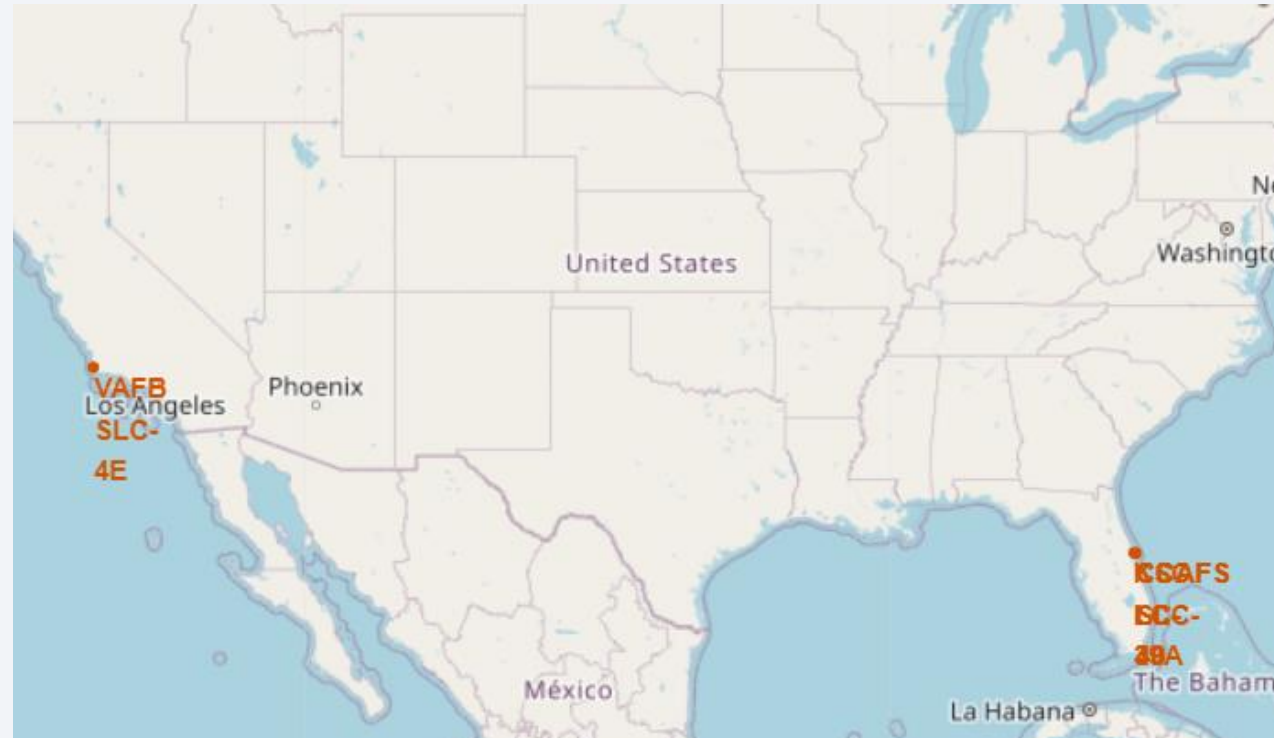 Ne
Washingto
United States
Phoenix
VAFB
Los Angeles
SLC-
4E
México
The Baham
La Habana